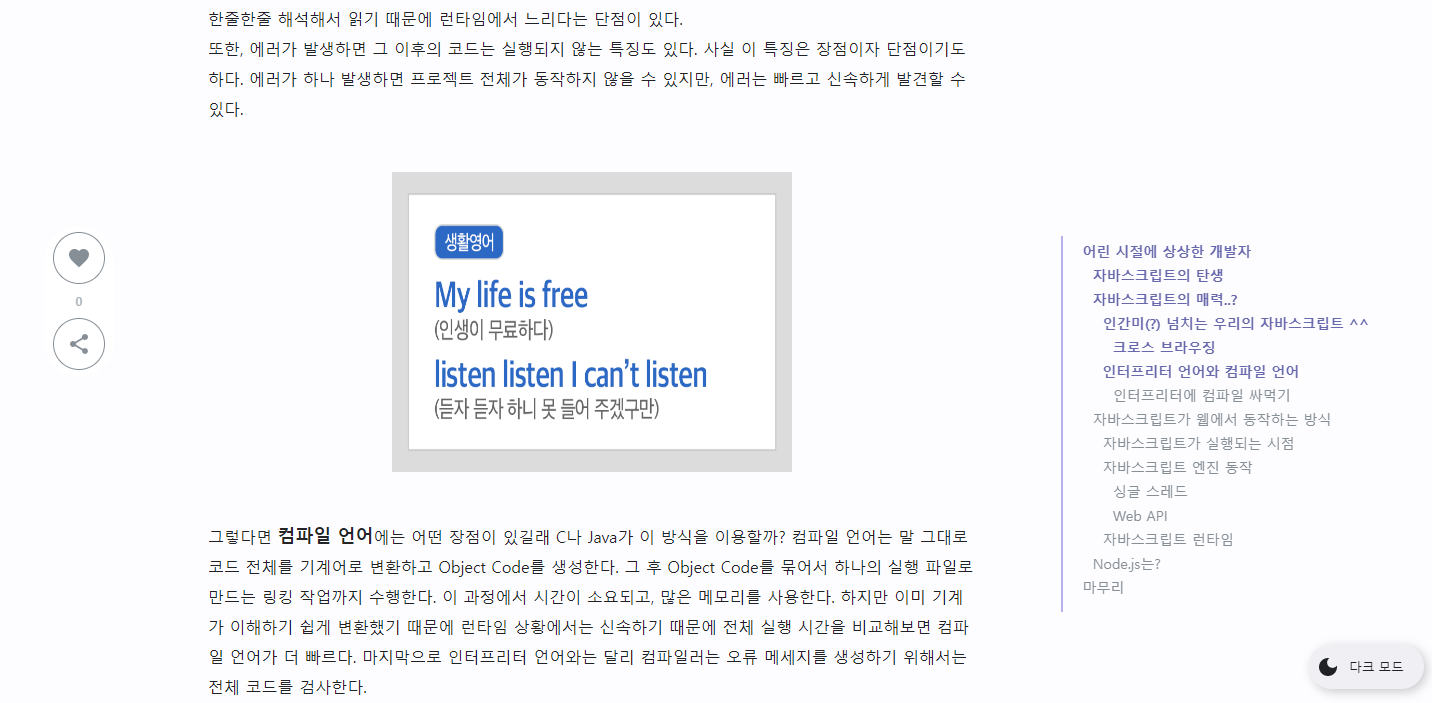 한줄한줄 해석해서 읽기 때문에 런타임에서 느리다는 단점이 있다.
또한, 에러가 발생하면 그 이후의 코드는 실행되지 않는 특징도 있다. 사실 이 특징은 장점이자 단점이기도
하다. 에러가 하나 발생하면 프로젝트 전체가 동작하지 않을 수 있지만, 에러는 빠르고 신속하게 발견할 수
있다.
생활영어
My life is free
(인생이 무료하다)
listen listen I can't listen
(듣자 듣자 하니 못 들어 주겠구만)
0
그렇다면 컴파일 언어에는 어떤 장점이 있길래 C나 Java가 이 방식을 이용할까? 컴파일 언어는 말 그대로
코드 전체를 기계어로 변환하고 Object Code를 생성한다. 그 후 Object Code를 묶어서 하나의 실행 파일로
만드는 링킹 작업까지 수행한다. 이 과정에서 시간이 소요되고, 많은 메모리를 사용한다. 하지만 이미 기계
가 이해하기 쉽게 변환했기 때문에 런타임 상황에서는 신속하기 때문에 전체 실행 시간을 비교해보면 컴파
일 언어가 더 빠르다. 마지막으로 인터프리터 언어와는 달리 컴파일러는 오류 메세지를 생성하기 위해서는
전체 코드를 검사한다.
어린 시절에 상상한 개발자
자바스크립트의 탄생
자바스크립트의 매력..?
인간미(?) 넘치는 우리의 자바스크립트 ^^
크로스 브라우징
인터프리터 언어와 컴파일 언어
인터프리터에 컴파일 싸먹기
자바스크립트가 웹에서 동작하는 방식
자바스크립트가 실행되는 시점
자바스크립트 엔진 동작
싱글 스레드
Web API
자바스크립트 런타임
Node.js는?
마무리
다크 모드